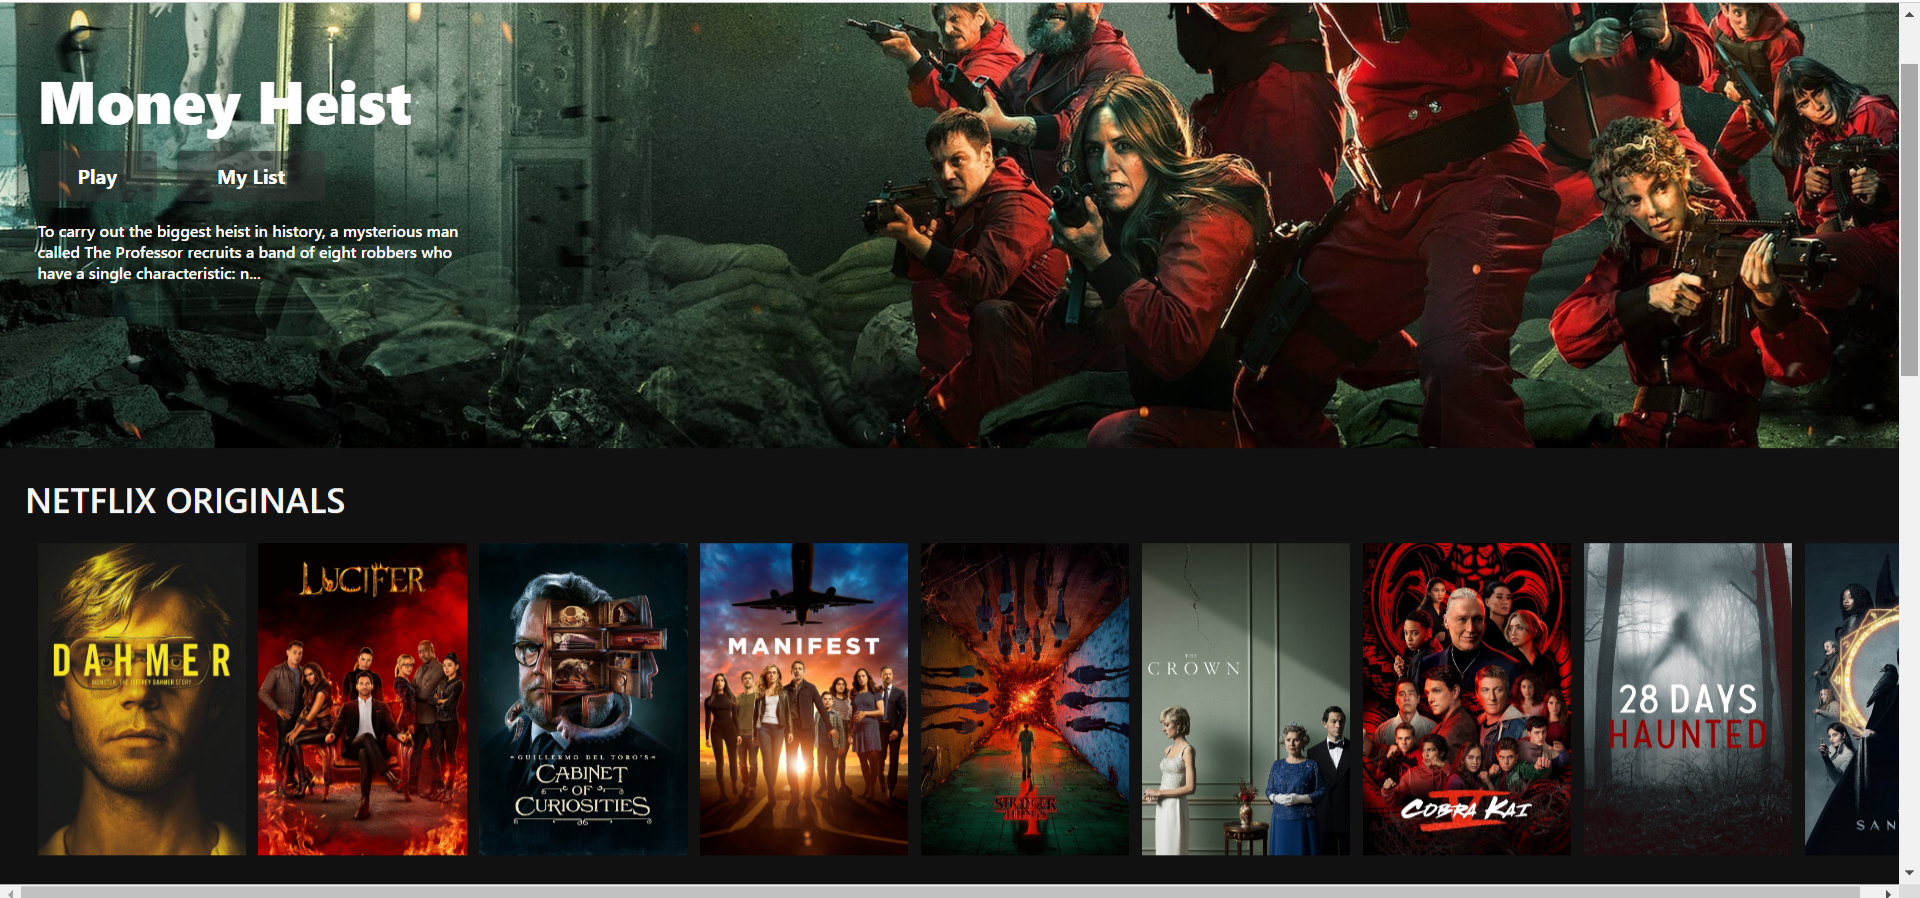 Money Heist
Play
My List
To carry out the biggest heist in history, a mysterious man
called The Professor recruits a band of eight robbers who
have a single characteristic: n...
NETFLIX ORIGINALS
DAHMER
MONSTER: THE JEFFREY DAHMER STORY
LUCIFER
GUILLERMO DEL TORO'S
CABINET
OF
CURIOSITIES
MANIFEST
STRANGER
THINGS
4
THE
CROWN
COBRA KAI
V
28 DAYS
HAUNTED
SAN